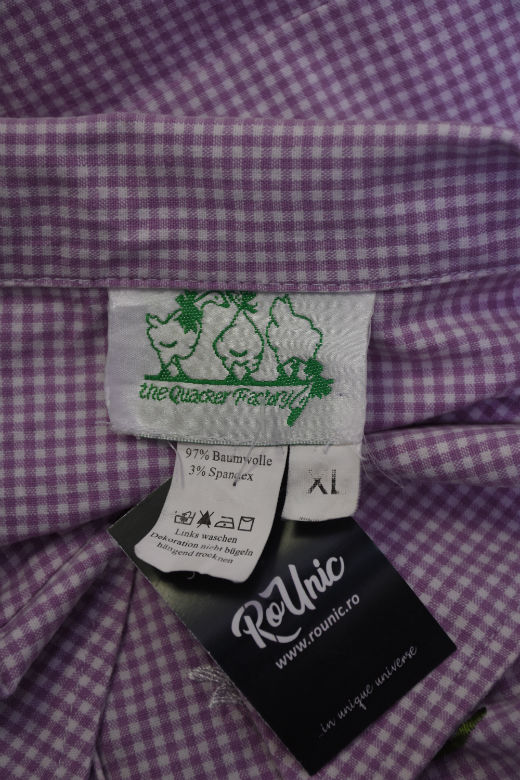 the Quacker Factory
97% Baumwolle
3% Spandex
1X
Links waschen
Dekoration nicht bügeln
hängend trocknen
RoUnic
www.rounic.ro
...in unique universe